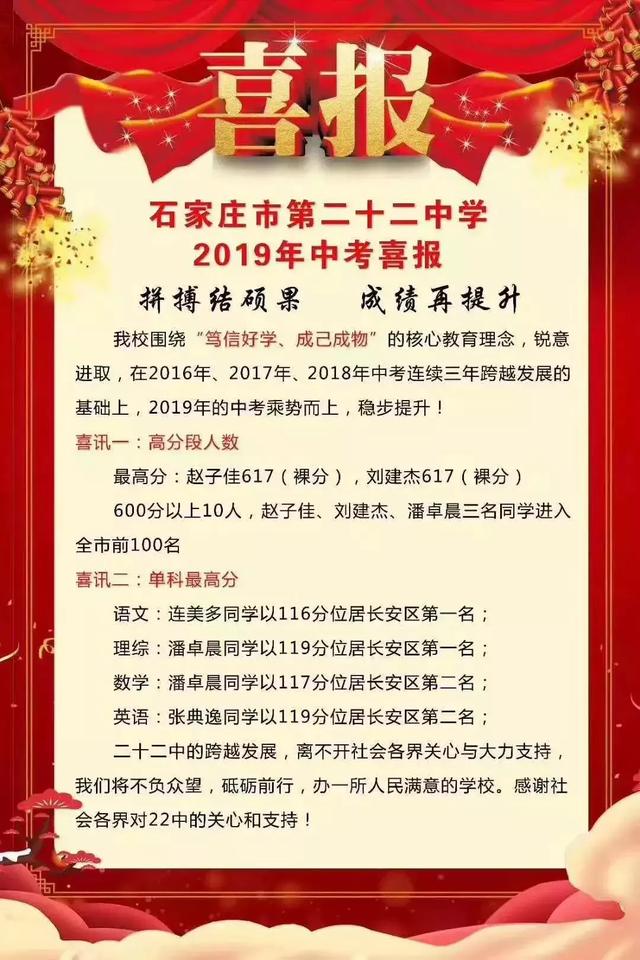 喜报
石家庄市第二十二中学
2019年中考喜报
拼搏结硕果 成绩再提升
我校围绕“笃信好学、成己成物”的核心教育理念，锐意
进取，在2016年、2017年、2018年中考连续三年跨越发展的
基础上，2019年的中考乘势而上，稳步提升！
喜讯一：高分段人数
最高分：赵子佳617（裸分），刘建杰617（裸分）
600分以上10人，赵子佳、刘建杰、潘卓晨三名同学进入
全市前100名
喜讯二：单科最高分
语文：连美多同学以116分位居长安区第一名；
理综：潘卓晨同学以119分位居长安区第一名；
数学：潘卓晨同学以117分位居长安区第二名；
英语：张典逸同学以119分位居长安区第二名；
二十二中的跨越发展，离不开社会各界关心与大力支持，
我们将不负众望，砥砺前行，办一所人民满意的学校。感谢社
会各界对22中的关心和支持！